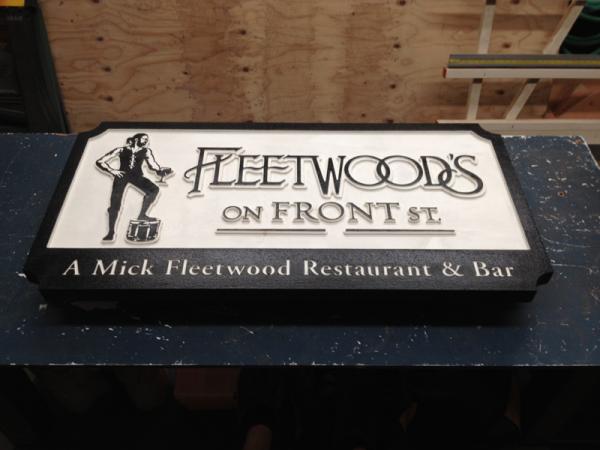 FLEETWOOD'S
ON FRONT ST.
A Mick Fleetwood Restaurant & Bar